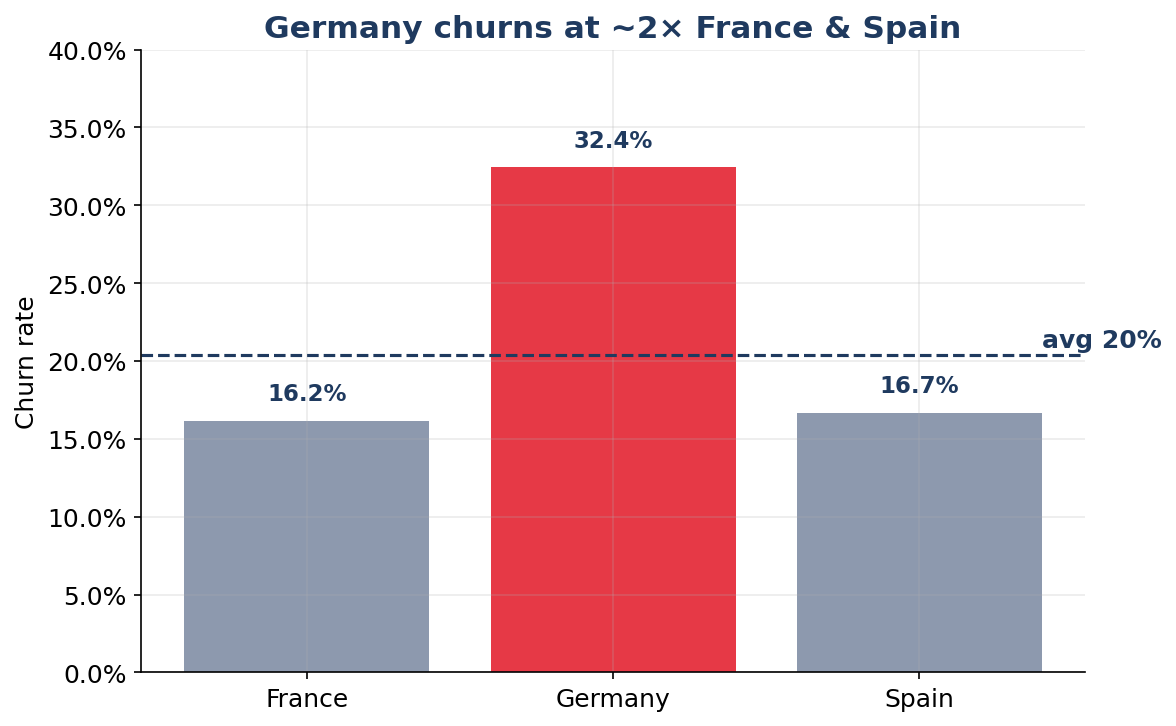 Germany churns at ~2× France & Spain
Churn rate
40.0%
35.0%
30.0%
25.0%
20.0%
15.0%
10.0%
5.0%
0.0%
16.2%
32.4%
16.7%
avg 20%
France
Germany
Spain